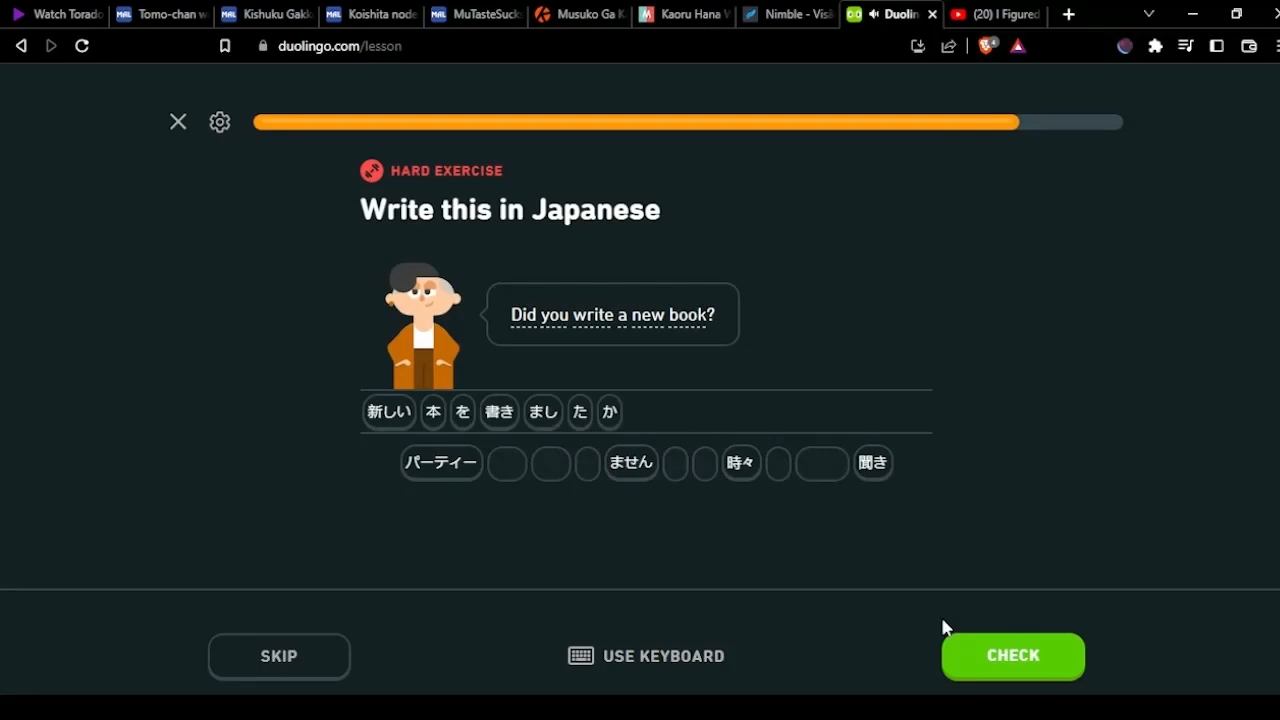 Watch Torado
Tomo-chan w
Kishuku Gakk
Koishita node
MuTasteSuck
Musuko Ga K
Kaoru Hana W
Nimble - Visä
Duolin
(20) I Figured
duolingo.com/lesson
HARD EXERCISE
Write this in Japanese
Did you write a new book?
新しい 本 を 書き まし た か
パーティー ません 時々 聞き
SKIP
USE KEYBOARD
CHECK